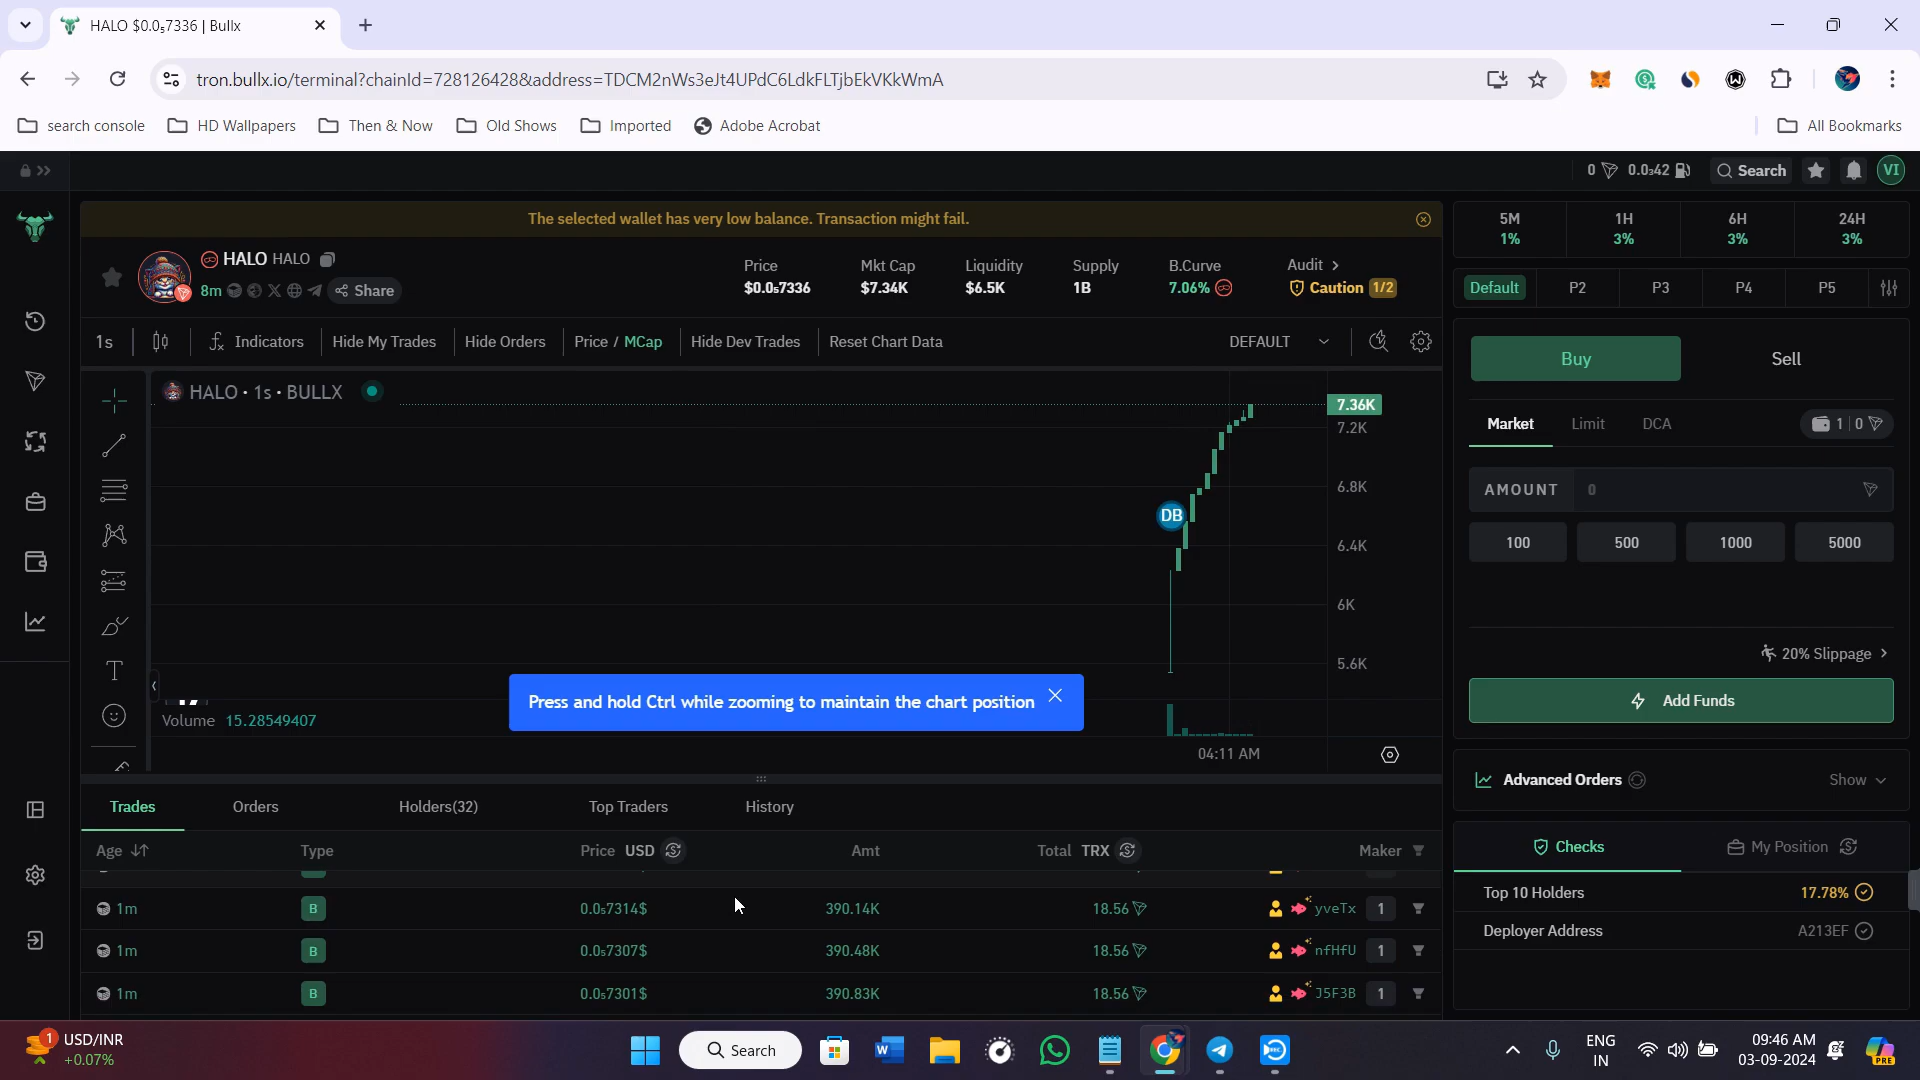 HALO $0.0₅7336 | Bullx
tron.bullx.io/terminal?chainId=728126428&address=TDCM2nWs3eJt4UPdC6LdkFLTjbEkVKkWmA
search console HD Wallpapers Then & Now Old Shows Imported Adobe Acrobat All Bookmarks
0 0.0₃42 Search VI
The selected wallet has very low balance. Transaction might fail.
HALO HALO
8m Share
Price Mkt Cap Liquidity Supply B.Curve Audit
$0.0₅7336 $7.34K $6.5K 1B 7.06% Caution 1/2
5M 1H 6H 24H
1% 3% 3% 3%
Default P2 P3 P4 P5
1s Indicators Hide My Trades Hide Orders Price / MCap Hide Dev Trades Reset Chart Data DEFAULT
HALO • 1s • BULLX
7.36K
7.2K
6.8K
DB
6.4K
6K
5.6K
Press and hold Ctrl while zooming to maintain the chart position
Volume 15.28549407
04:11 AM
Buy Sell
Market Limit DCA 1 | 0
AMOUNT 0
100 500 1000 5000
20% Slippage
Add Funds
Advanced Orders Show
Checks My Position
Top 10 Holders 17.78%
Deployer Address A213EF
Trades Orders Holders(32) Top Traders History
Age Type Price USD Amt Total TRX Maker
1m B 0.0₅7314$ 390.14K 18.56 yveTx 1
1m B 0.0₅7307$ 390.48K 18.56 nfHfU 1
1m B 0.0₅7301$ 390.83K 18.56 J5F3B 1
1 USD/INR
+0.07%
Search
ENG
IN
09:46 AM
03-09-2024
PRE